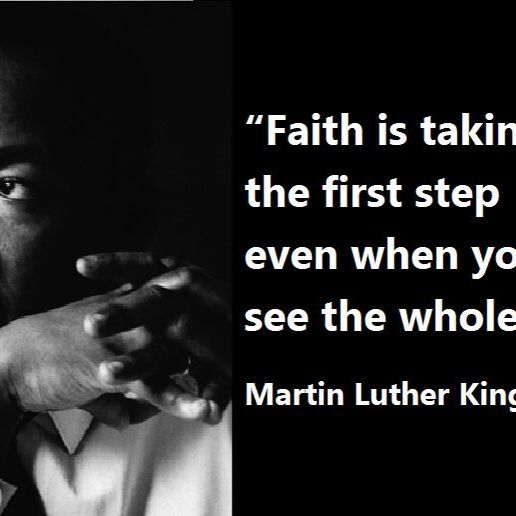 “Faith is takin
the first step
even when yo
see the whole
Martin Luther King